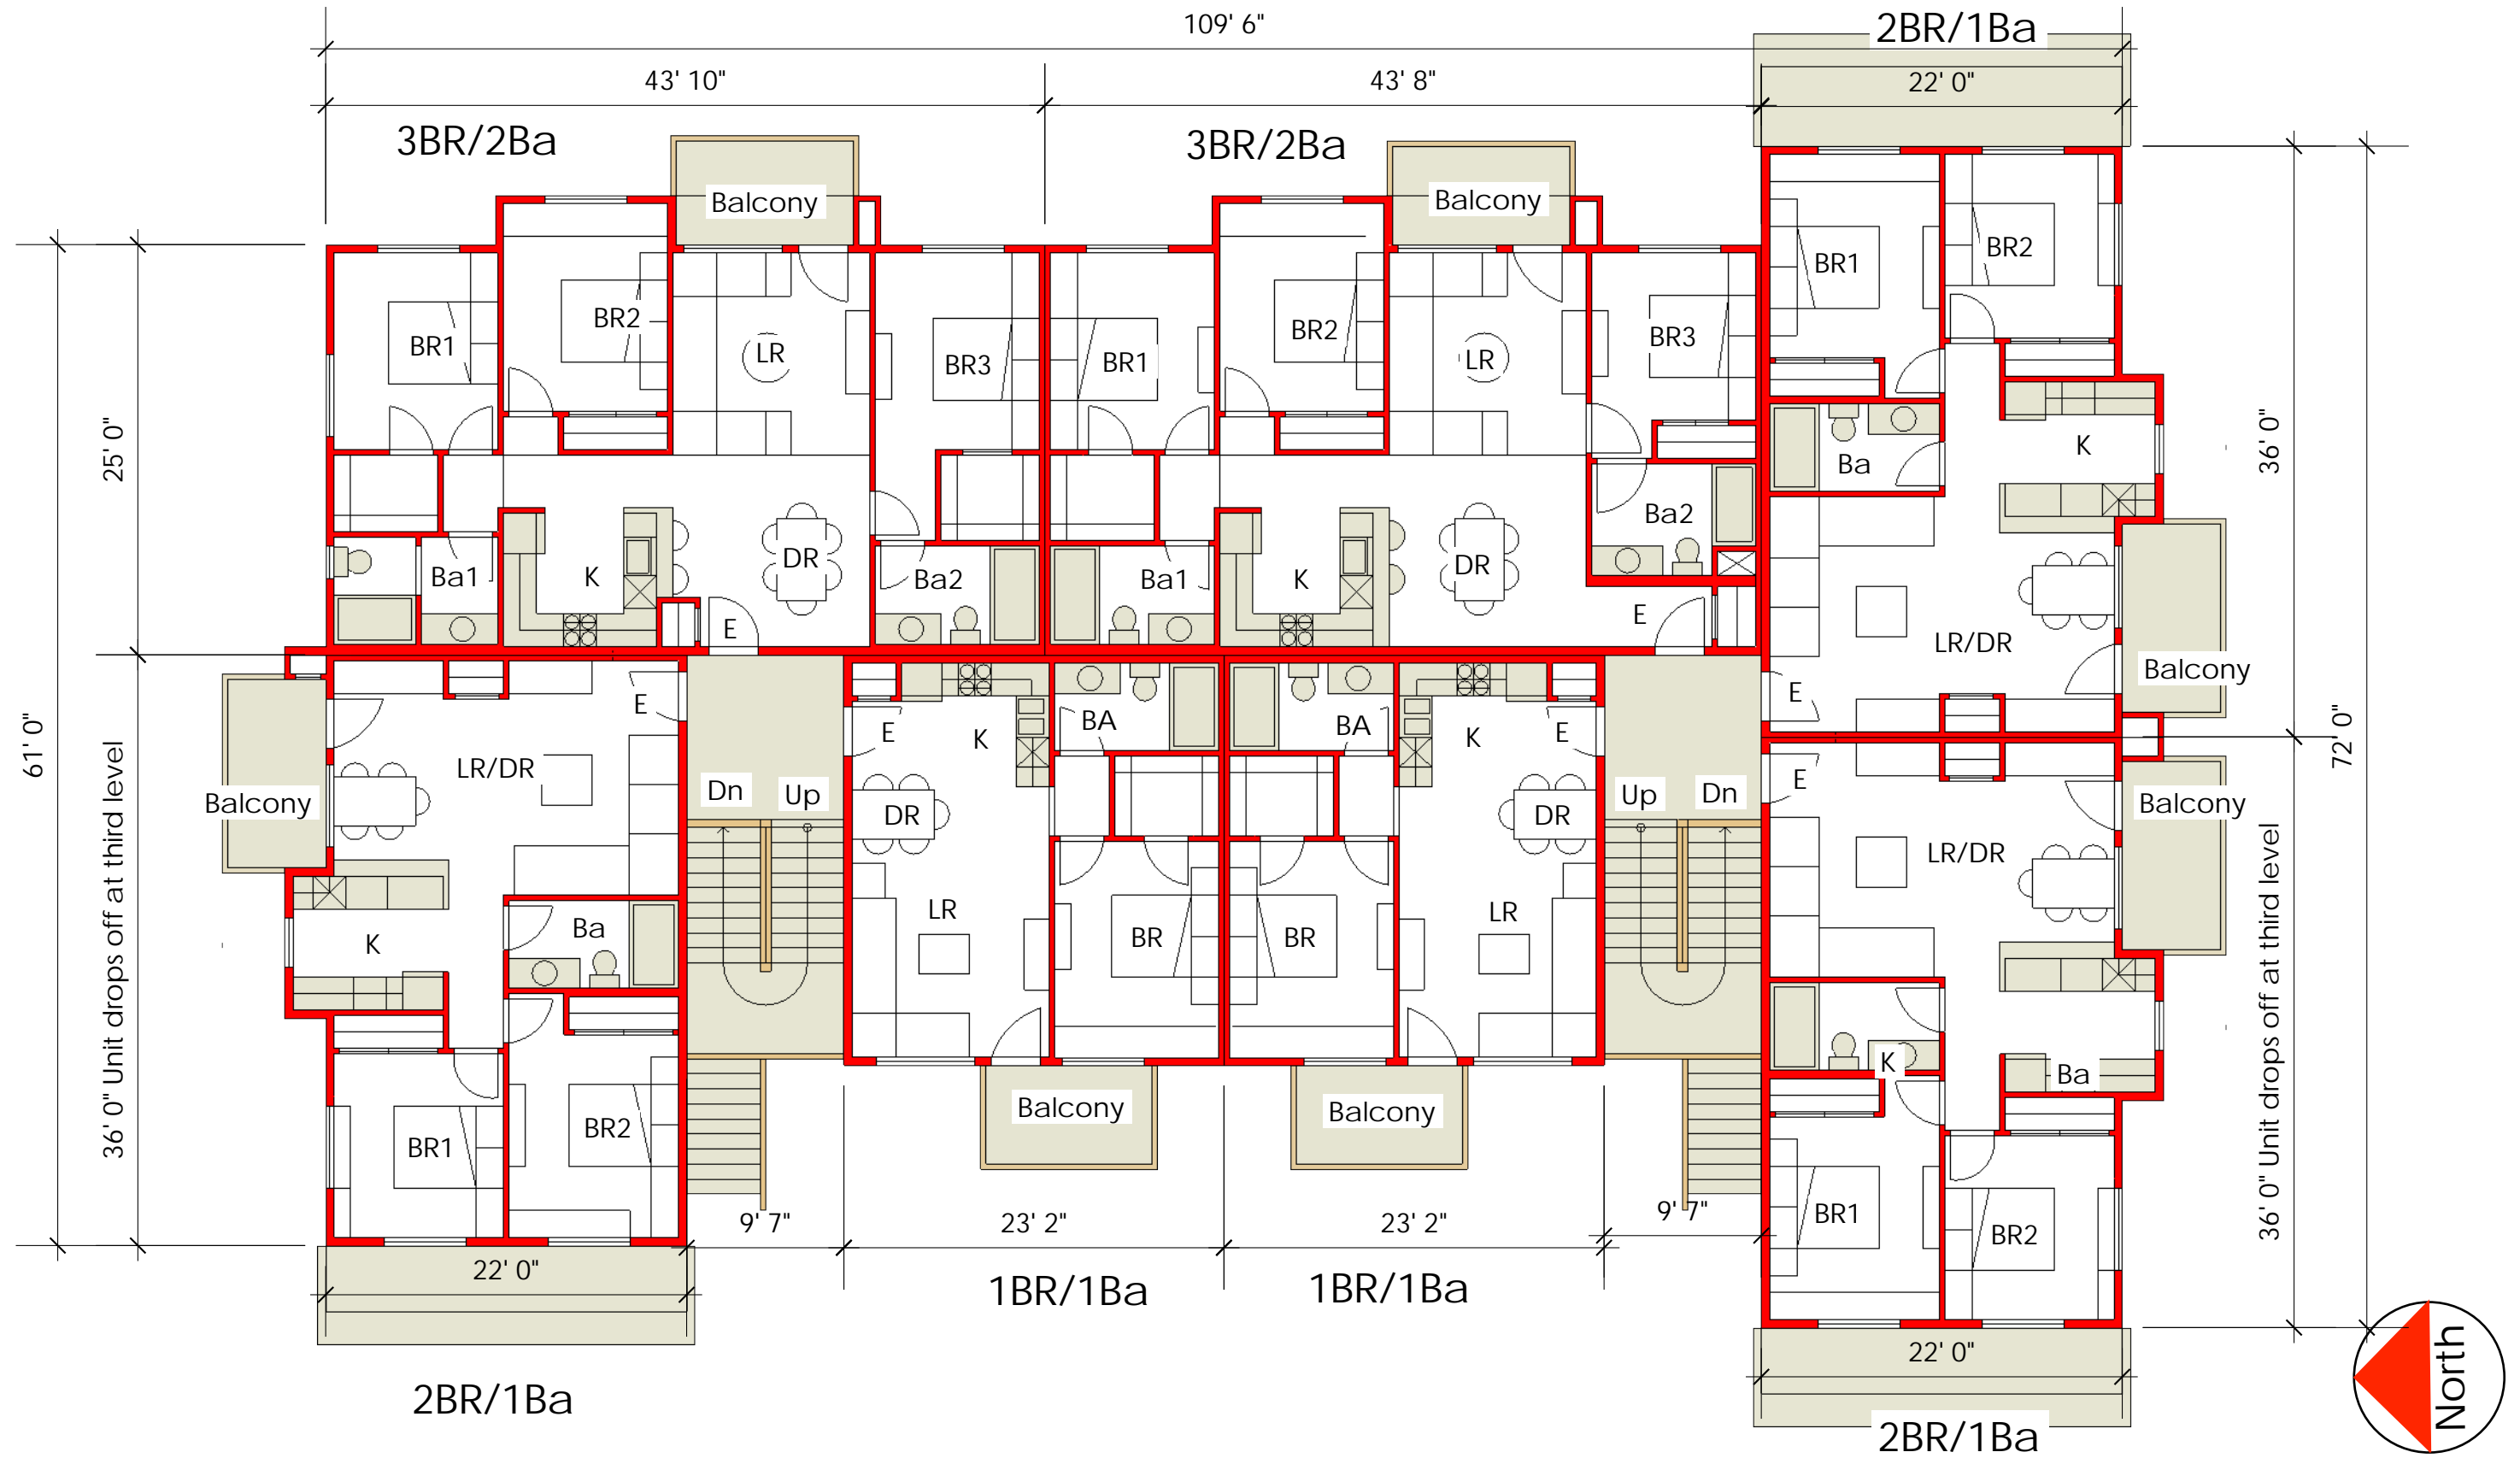 109' 6"
2BR/1Ba
43' 10"
43' 8"
22' 0"
3BR/2Ba
3BR/2Ba
Balcony
Balcony
BR1
BR2
LR
BR3
BR1
BR2
LR
BR3
BR1
BR2
25' 0"
36' 0"
K
Ba
Ba1
K
DR
Ba2
Ba1
K
DR
Ba2
E
E
LR/DR
Balcony
E
61' 0"
72' 0"
36' 0" Unit drops off at third level
Balcony
LR/DR
E
Dn
Up
E
K
BA
BA
K
E
DR
DR
Up
Dn
E
Balcony
LR/DR
36' 0" Unit drops off at third level
K
Ba
LR
BR
BR
LR
K
Ba
BR1
BR2
Balcony
Balcony
BR1
BR2
9' 7"
23' 2"
23' 2"
9' 7"
22' 0"
1BR/1Ba
1BR/1Ba
22' 0"
2BR/1Ba
2BR/1Ba
North